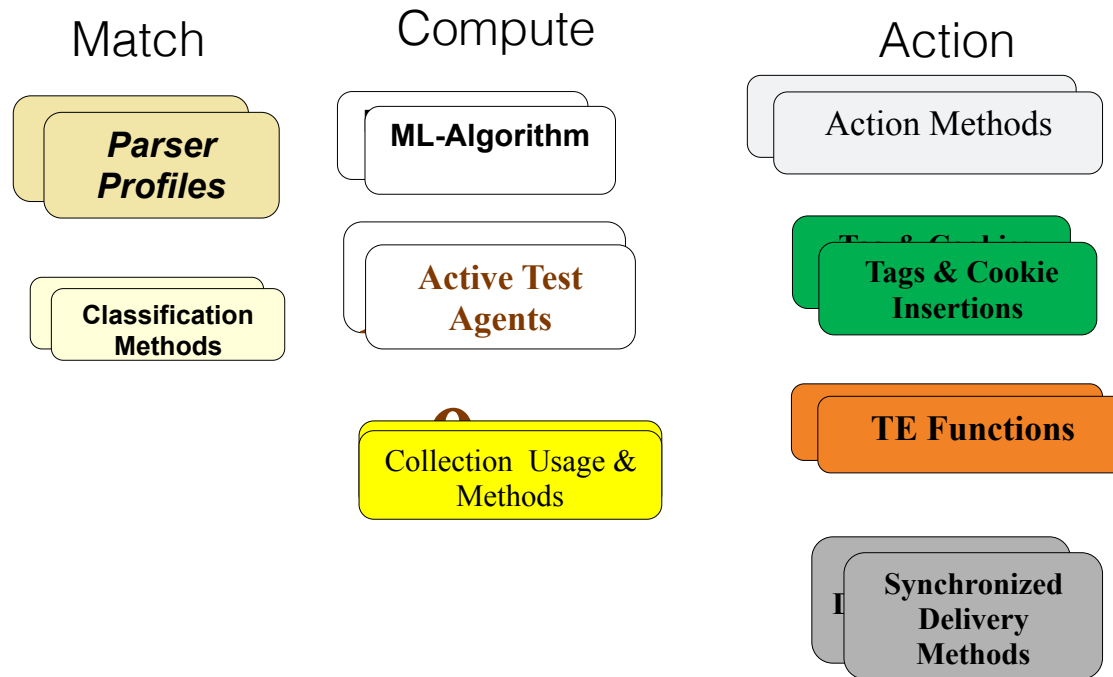 Match
Compute
Action
Parser
Profiles
Classification
Methods
ML-Algorithm
Active Test
Agents
Collection Usage &
Methods
Action Methods
Tags & Cookie
Insertions
TE Functions
Synchronized
Delivery
Methods